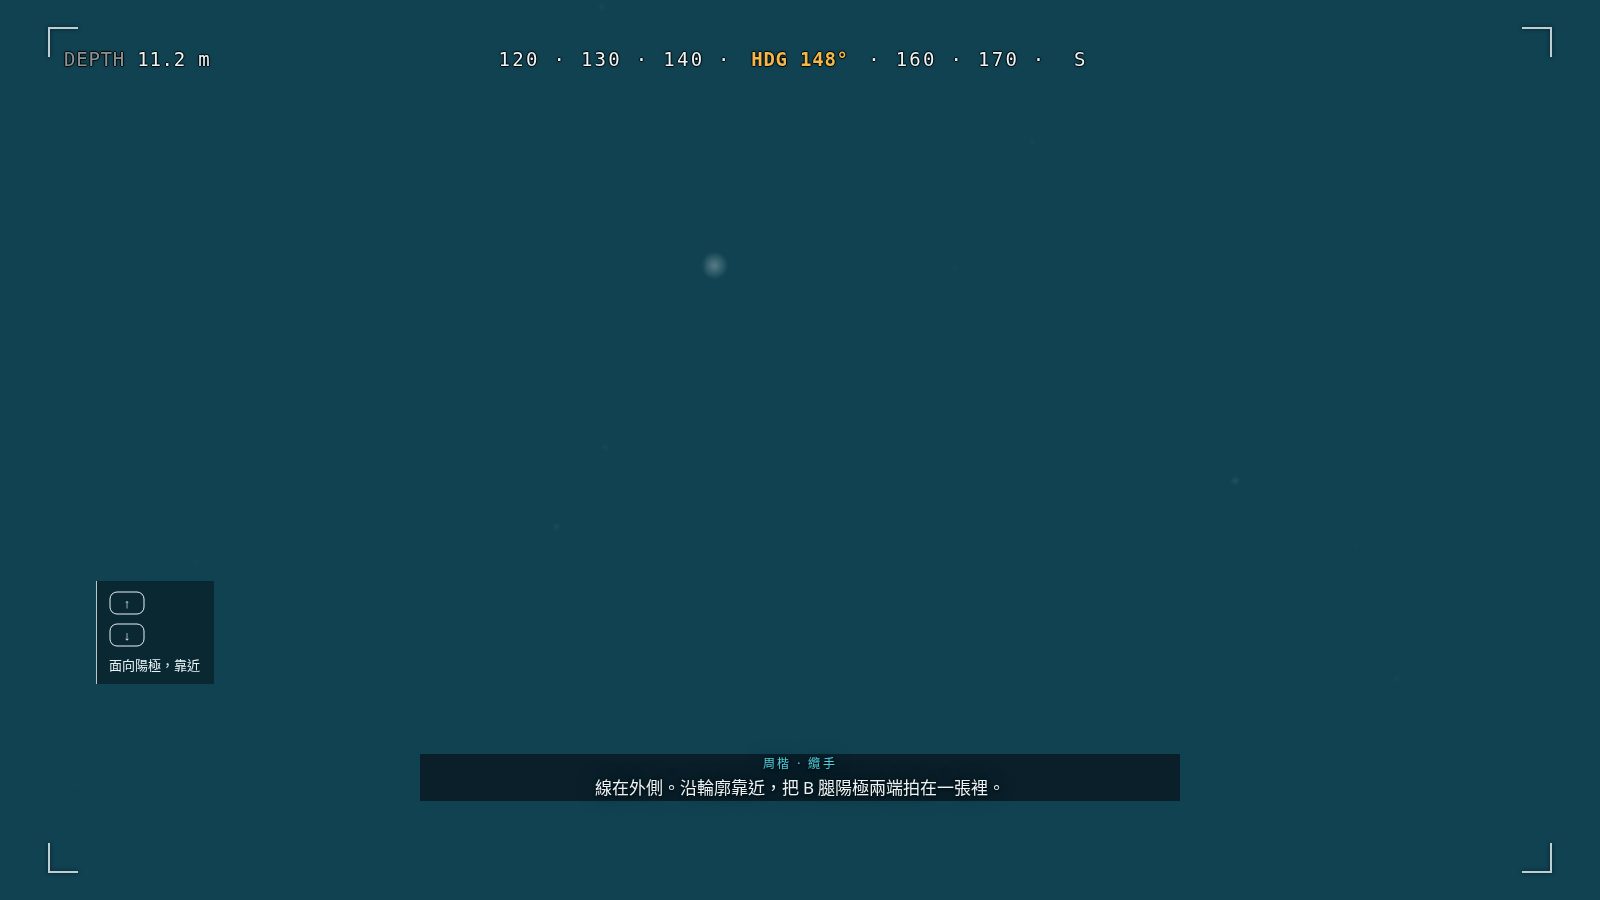 DEPTH 11.2 m
120 · 130 · 140 · HDG 148° · 160 · 170 · S
↑
↓
面向陽極，靠近
周楷 · 纜手
線在外側。沿輪廓靠近，把 B 腿陽極兩端拍在一張裡。